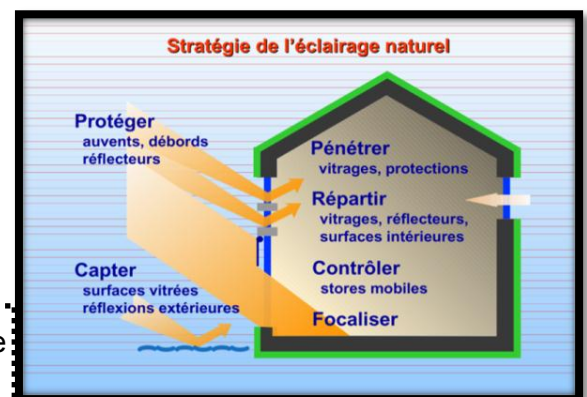 Stratégie de l'éclairage naturel
Protéger
auvents, débords
réflecteurs
Capter
surfaces vitrées
réflexions extérieures
Pénétrer
vitrages, protections
Répartir
vitrages, réflecteurs,
surfaces intérieures
Contrôler
stores mobiles
Focaliser